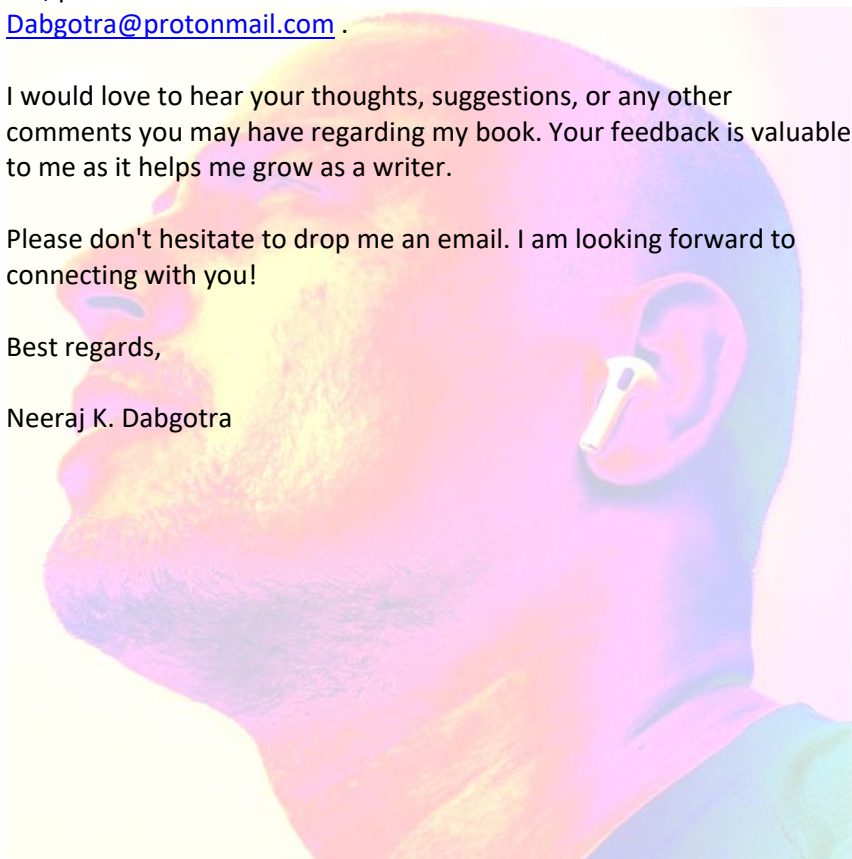 Dabgotra@protonmail.com .
I would love to hear your thoughts, suggestions, or any other
comments you may have regarding my book. Your feedback is valuable
to me as it helps me grow as a writer.
Please don't hesitate to drop me an email. I am looking forward to
connecting with you!
Best regards,
Neeraj K. Dabgotra